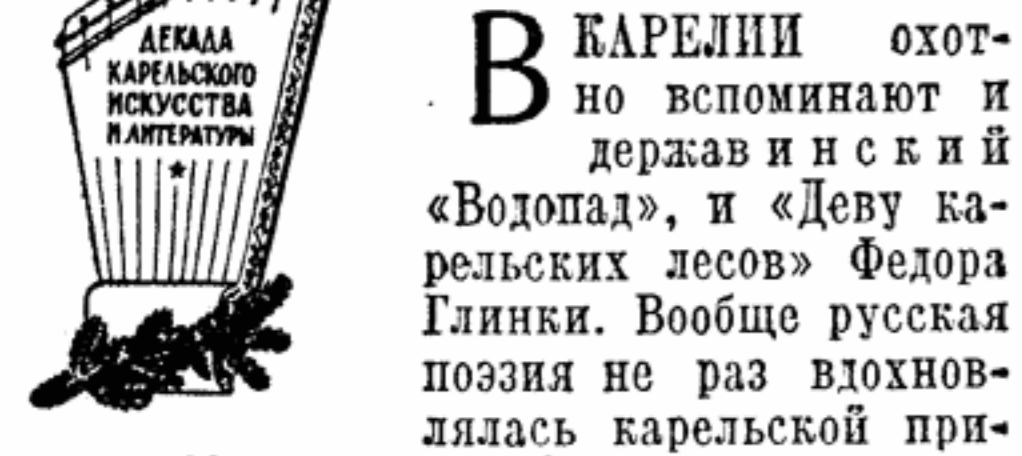 ДЕКАДА
КАРЕЛЬСКОГО
ИСКУССТВА
И ЛИТЕРАТУРЫ
В КАРЕЛИИ охот-
но вспоминают и
державинский
«Водопад», и «Деву ка-
рельских лесов» Федора
Глинки. Вообще русская
поэзия не раз вдохнов-
лялась карельской при-